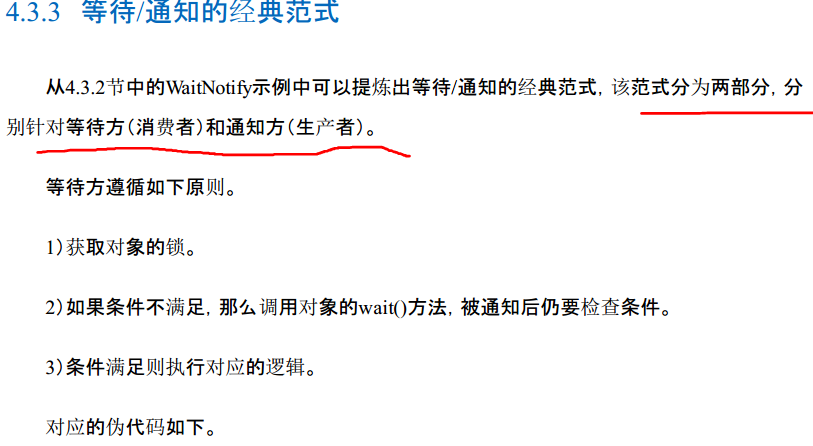 4.3.3 等待/通知的经典范式
从4.3.2节中的WaitNotify示例中可以提炼出等待/通知的经典范式，该范式分为两部分，分
别针对等待方（消费者）和通知方（生产者）。
等待方遵循如下原则。
1）获取对象的锁。
2）如果条件不满足，那么调用对象的wait()方法，被通知后仍要检查条件。
3）条件满足则执行对应的逻辑。
对应的伪代码如下。